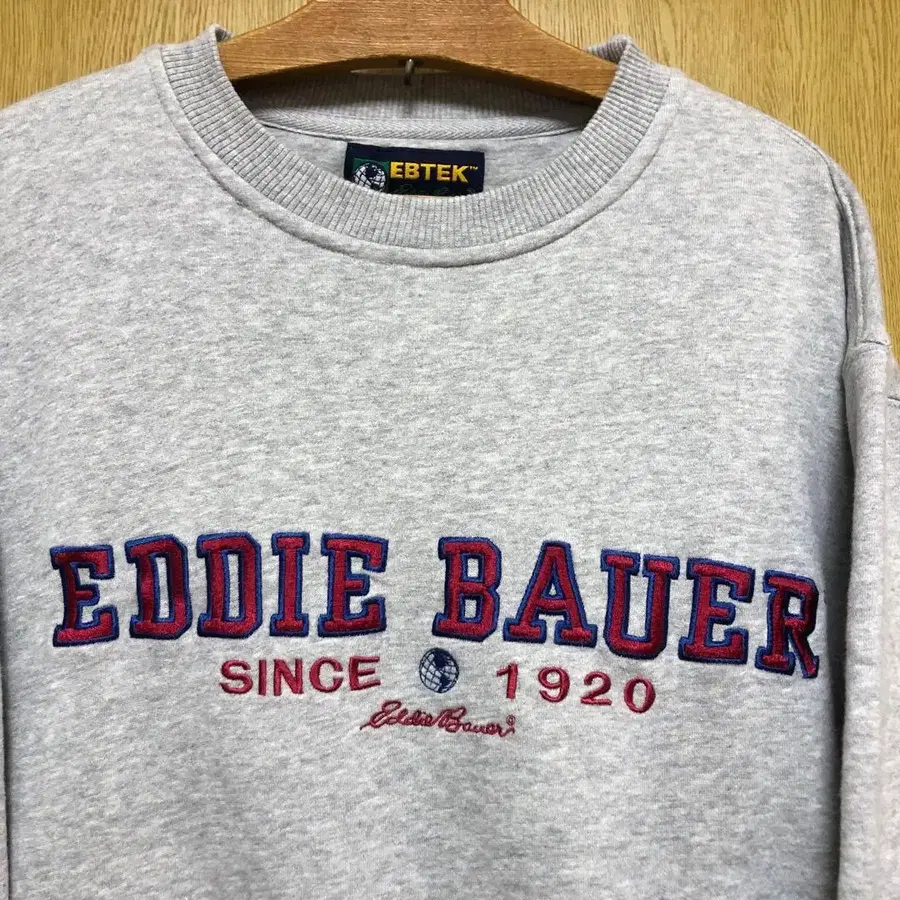 EBTEK™
EDDIE BAUER
SINCE 1920
Eddie Bauer®